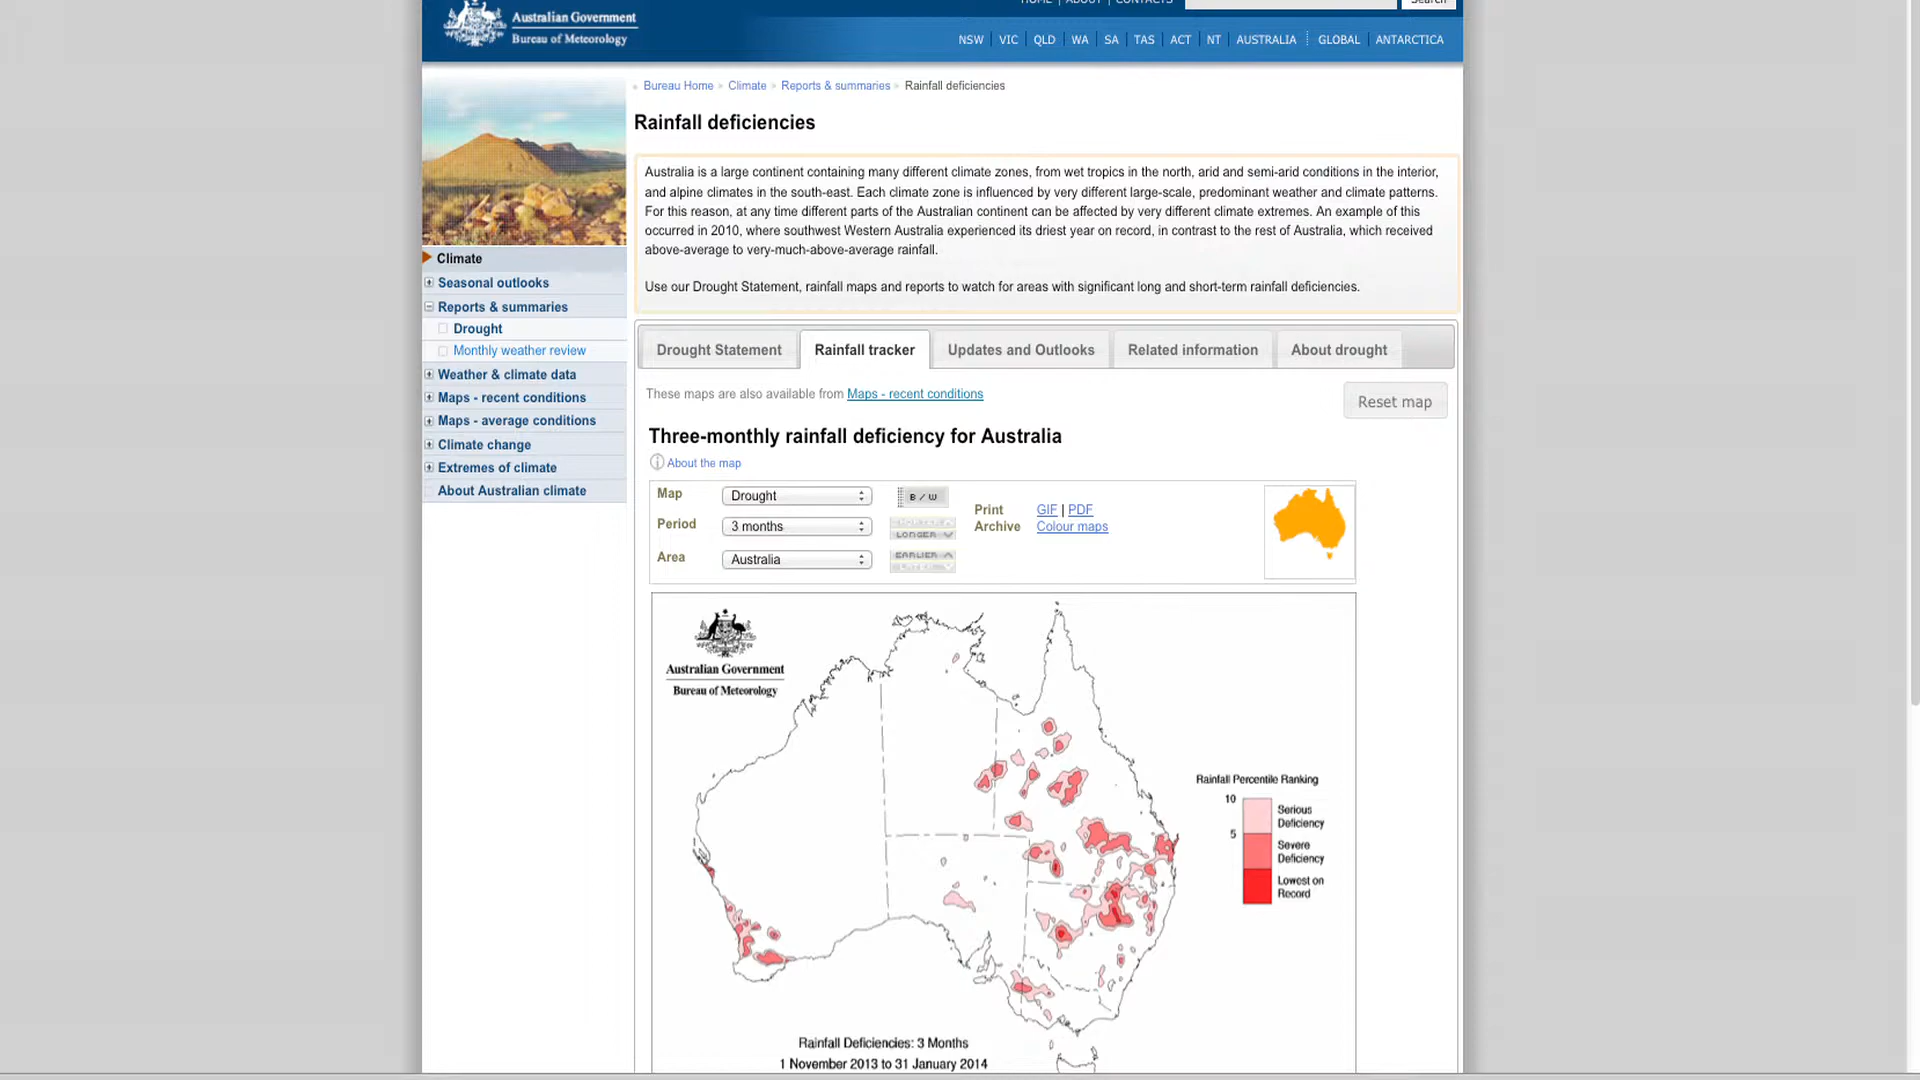 HOME | ABOUT | CONTACTS
Search
Australian Government
Bureau of Meteorology
NSW | VIC | QLD | WA | SA | TAS | ACT | NT | AUSTRALIA | GLOBAL | ANTARCTICA
Bureau Home > Climate > Reports & summaries > Rainfall deficiencies
Rainfall deficiencies
Australia is a large continent containing many different climate zones, from wet tropics in the north, arid and semi-arid conditions in the interior,
and alpine climates in the south-east. Each climate zone is influenced by very different large-scale, predominant weather and climate patterns.
For this reason, at any time different parts of the Australian continent can be affected by very different climate extremes. An example of this
occurred in 2010, where southwest Western Australia experienced its driest year on record, in contrast to the rest of Australia, which received
above-average to very-much-above-average rainfall.
Use our Drought Statement, rainfall maps and reports to watch for areas with significant long and short-term rainfall deficiencies.
Climate
Seasonal outlooks
Reports & summaries
Drought
Monthly weather review
Weather & climate data
Maps - recent conditions
Maps - average conditions
Climate change
Extremes of climate
About Australian climate
Drought Statement
Rainfall tracker
Updates and Outlooks
Related information
About drought
These maps are also available from Maps - recent conditions
Reset map
Three-monthly rainfall deficiency for Australia
About the map
Map
Drought
B / W
Period
3 months
SHORTER
LONGER
Area
Australia
EARLIER
LATER
Print
GIF | PDF
Archive
Colour maps
Australian Government
Bureau of Meteorology
Rainfall Percentile Ranking
10
Serious
Deficiency
5
Severe
Deficiency
Lowest on
Record
Rainfall Deficiencies: 3 Months
1 November 2013 to 31 January 2014